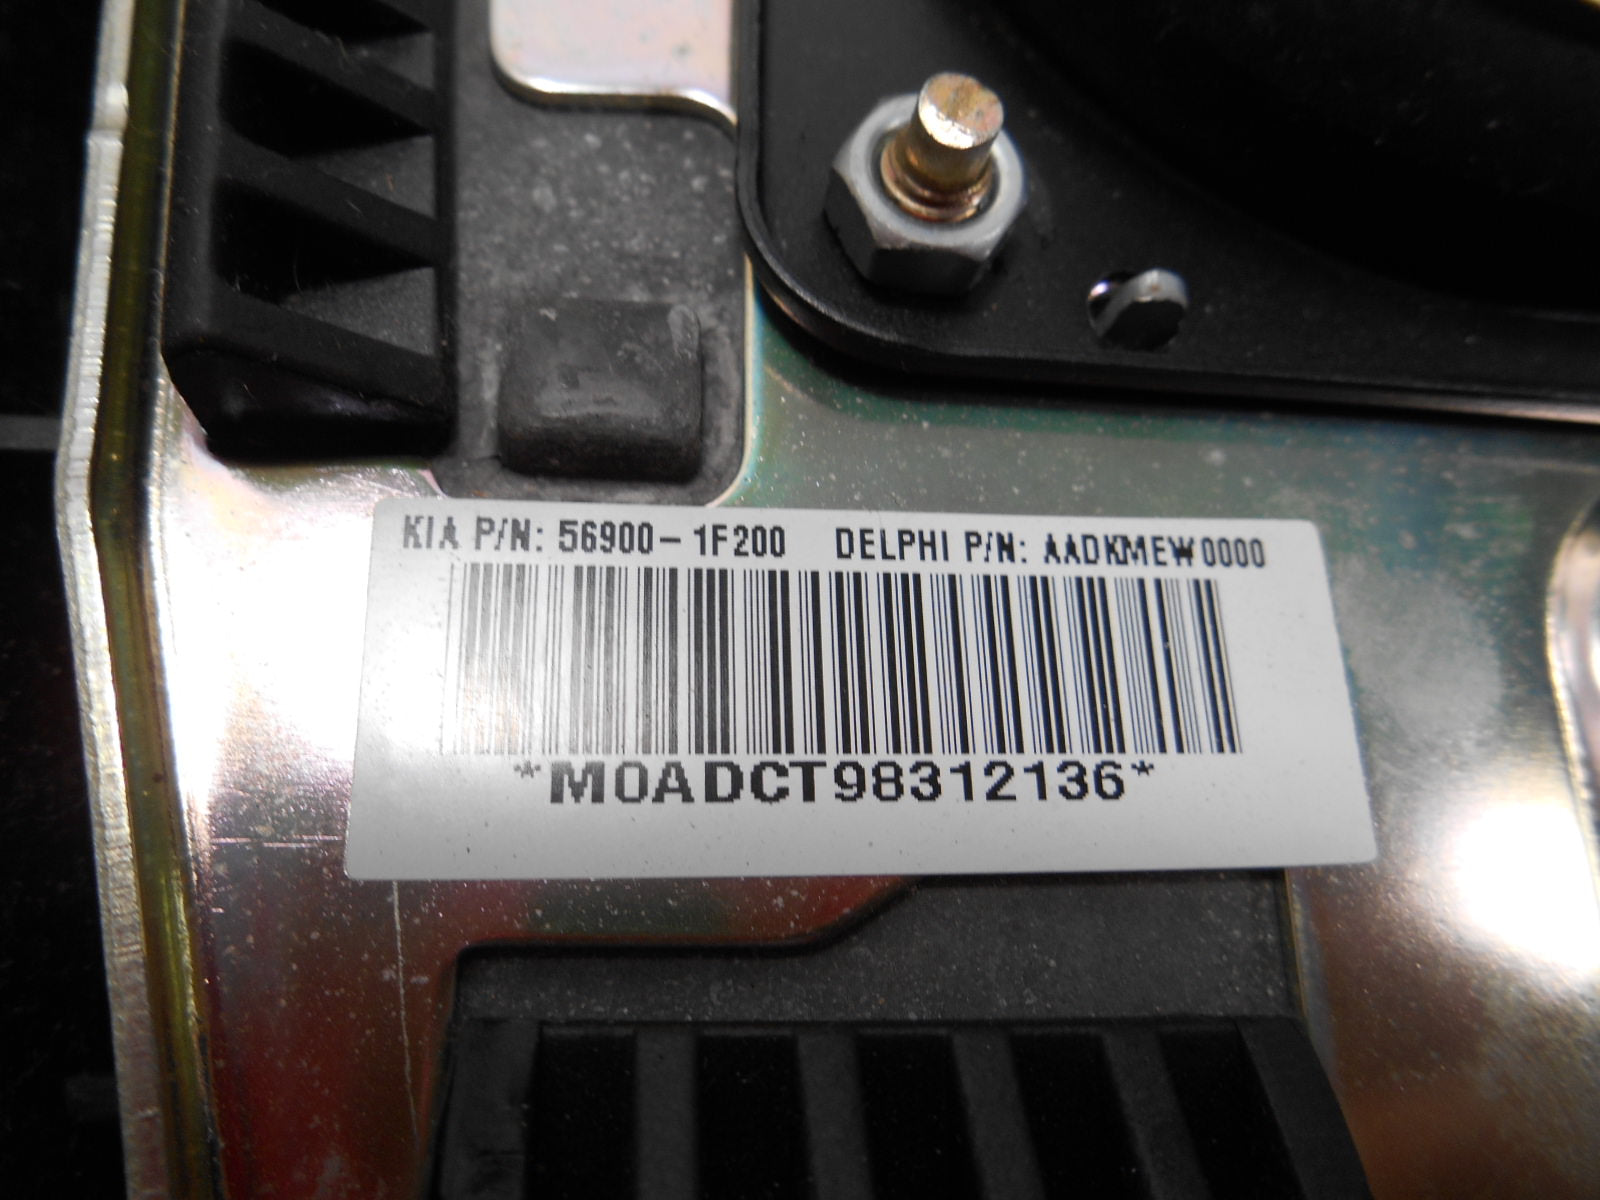 KIA P/N: 56900-1F200 DELPHI P/N: AADKMEW0000
*M0ADCT98312136*